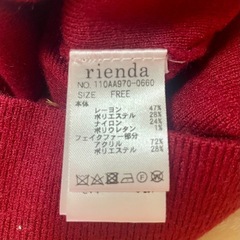 rienda
NO. 110AA970-0660
SIZE FREE
本体
レーヨン 47%
ポリエステル 28%
ナイロン 24%
ポリウレタン 1%
フェイクファー部分
アクリル 72%
ポリエステル 28%